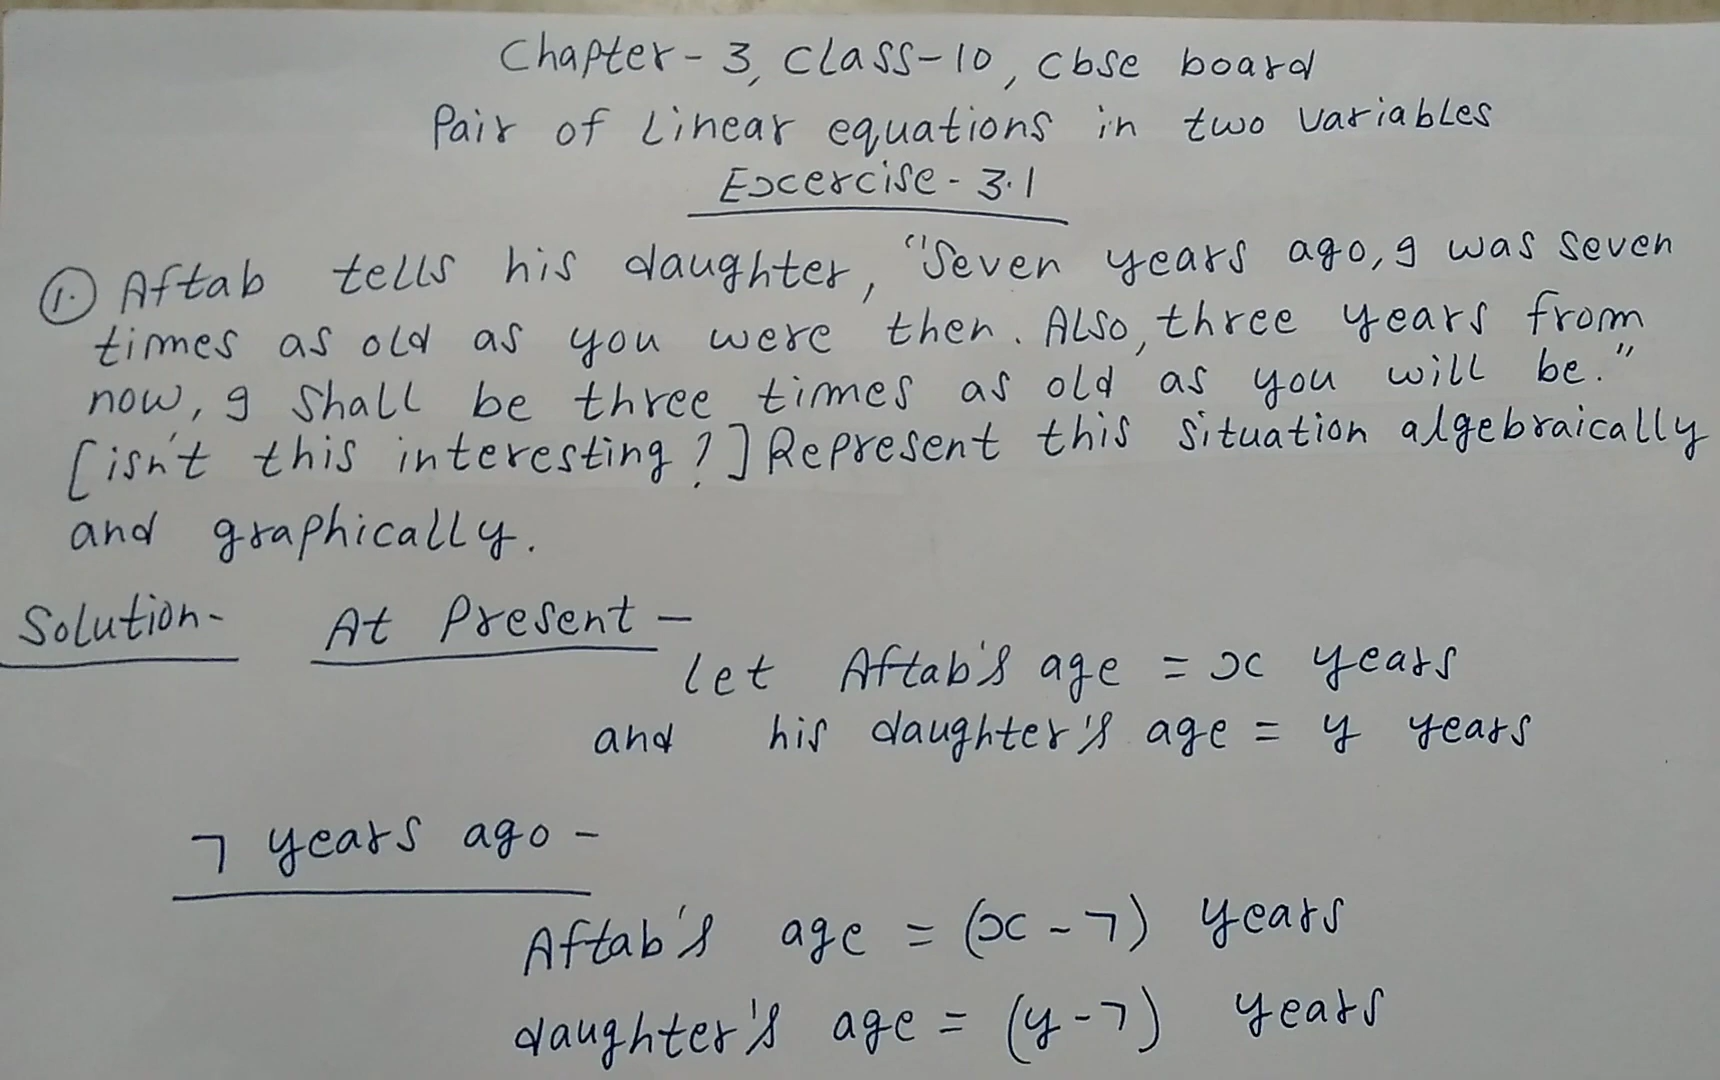 Chapter - 3, Class-10, cbse board
Pair of Linear equations in two variables
Excercise - 3.1
1. Aftab tells his daughter, "Seven years ago, I was seven
times as old as you were then. Also, three years from
now, I shall be three times as old as you will be."
[isn't this interesting?] Represent this situation algebraically
and graphically.
Solution- At Present -
Let Aftab's age = x years
and his daughter's age = y years
7 years ago -
Aftab's age = (x - 7) years
daughter's age = (y - 7) years